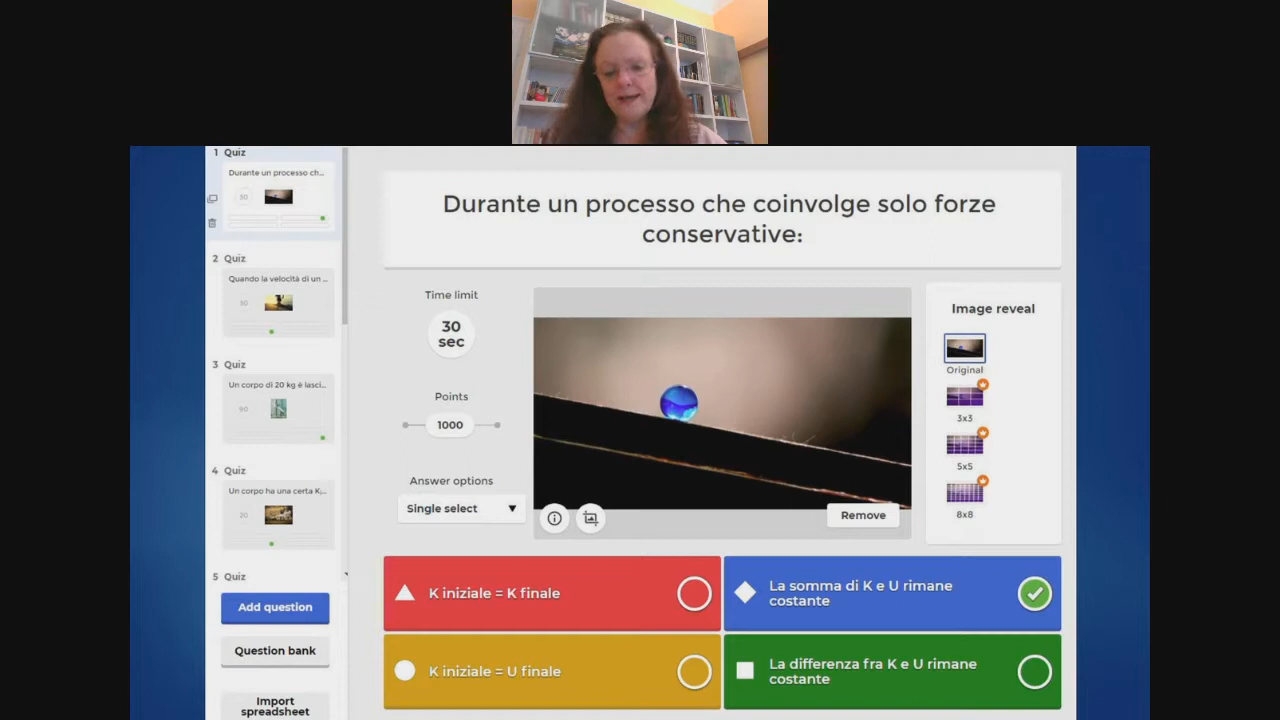 1 Quiz
Durante un processo ch...
30
2 Quiz
Quando la velocità di un ...
3 Quiz
Un corpo di 20 kg è lasci...
90
4 Quiz
Un corpo ha una certa K,...
20
5 Quiz
Add question
Question bank
Import
spreadsheet
Durante un processo che coinvolge solo forze
conservative:
Time limit
30
sec
Points
1000
Answer options
Single select
Remove
Image reveal
Original
3x3
5x5
8x8
K iniziale = K finale
La somma di K e U rimane
costante
K iniziale = U finale
La differenza fra K e U rimane
costante